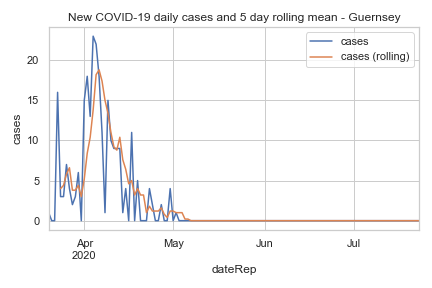 New COVID-19 daily cases and 5 day rolling mean - Guernsey
cases
cases (rolling)
cases
20
15
10
5
0
Apr
2020
May
Jun
Jul
dateRep